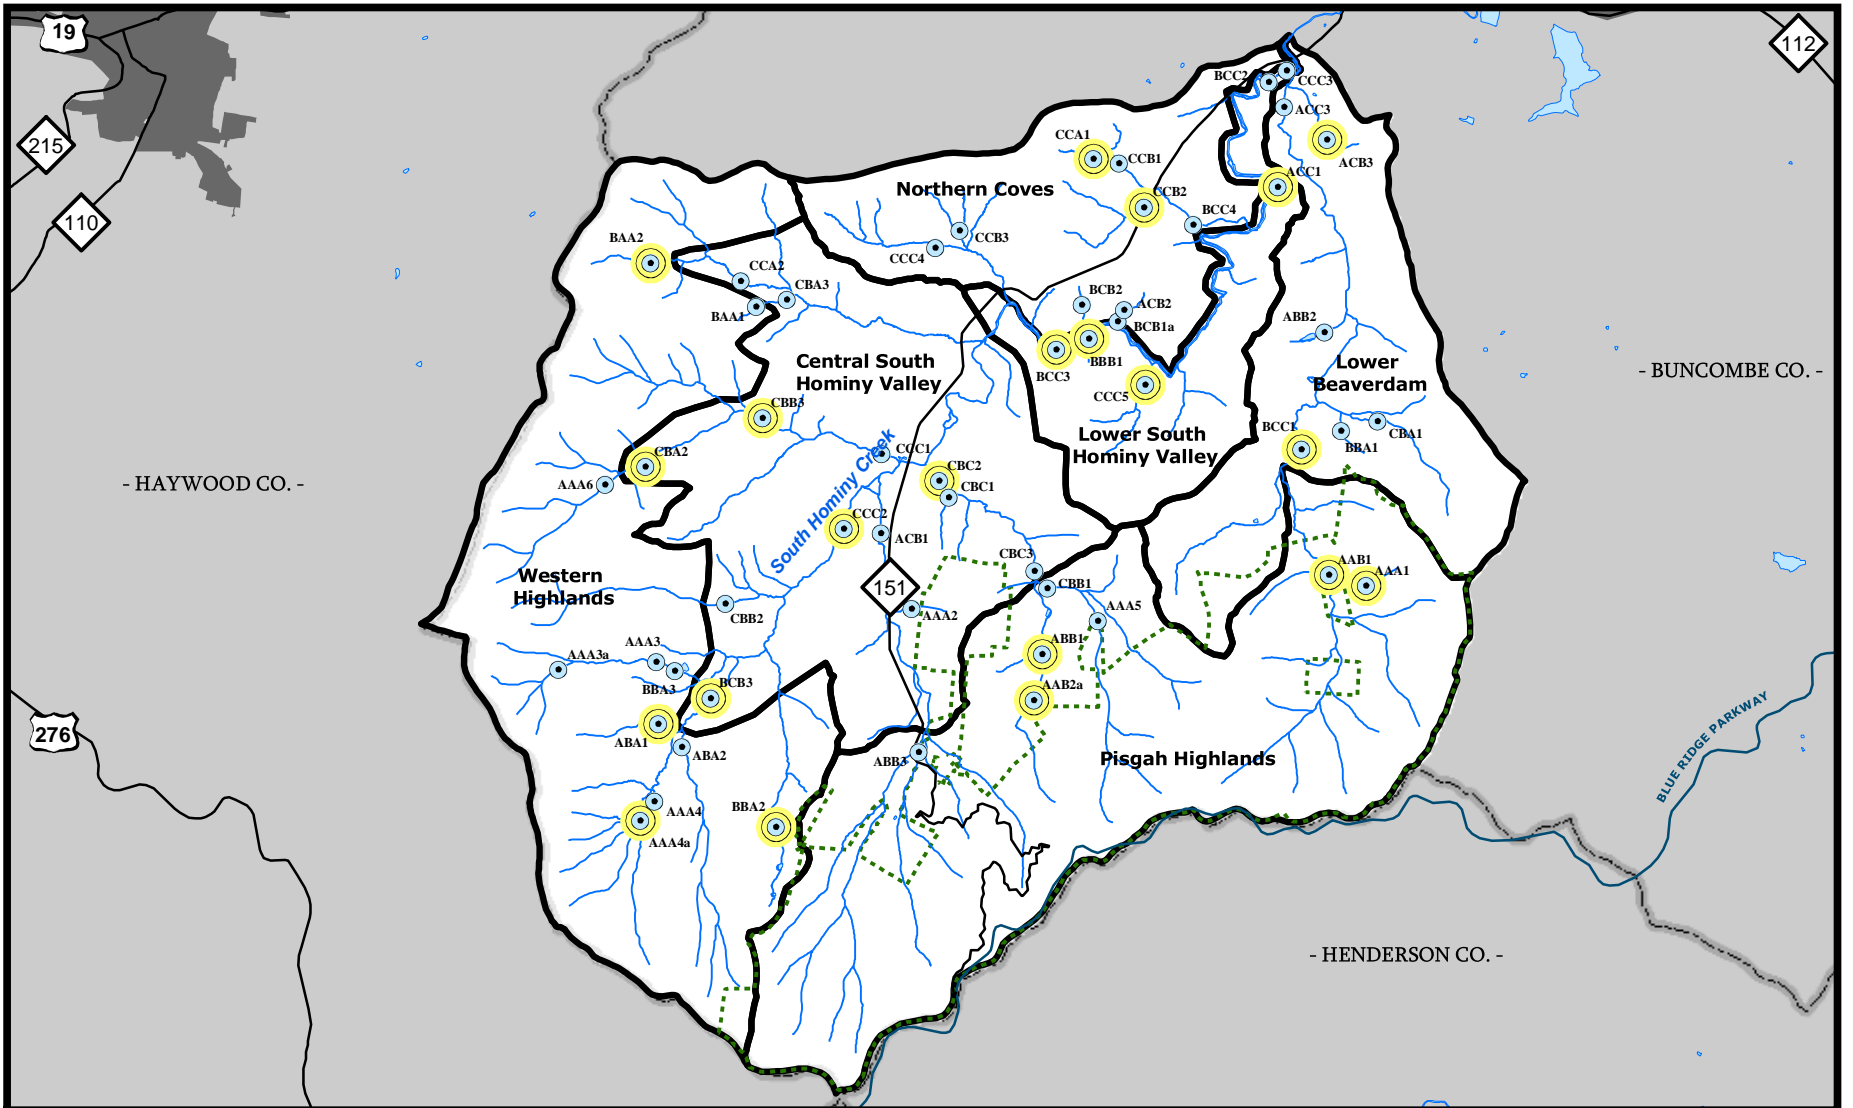 19
112
215
110
BCC2
CCC3
ACC3
CCA1
CCB1
ACB3
ACC1
Northern Coves
CCB2
BCC4
BAA2
CCB3
CCC4
CCA2
CBA3
BAA1
BCB2
ACB2
BCB1a
ABB2
BBB1
BCC3
Central South
Hominy Valley
Lower
Beaverdam
- BUNCOMBE CO. -
CCC5
CBB3
Lower South
Hominy Valley
BCC1
CBA1
BBA1
CBA2
CCC1
CBC2
CBC1
AAA6
- HAYWOOD CO. -
South Hominy Creek
CCC2
ACB1
CBC3
CBB1
AAB1
AAA1
Western
Highlands
151
CBB2
AAA2
AAA5
AAA3
AAA3a
ABB1
BBA3
BCB3
AAB2a
ABA1
ABA2
276
ABB3
Pisgah Highlands
BLUE RIDGE PARKWAY
AAA4
BBA2
AAA4a
- HENDERSON CO. -